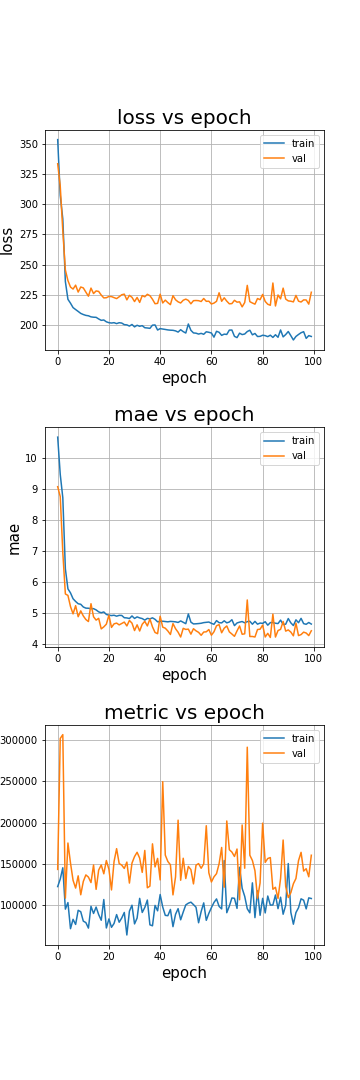 loss vs epoch
train
val
350
325
300
275
250
225
200
loss
0
20
40
60
80
100
epoch
mae vs epoch
train
val
10
9
8
7
6
5
4
mae
0
20
40
60
80
100
epoch
metric vs epoch
train
val
300000
250000
200000
150000
100000
0
20
40
60
80
100
epoch